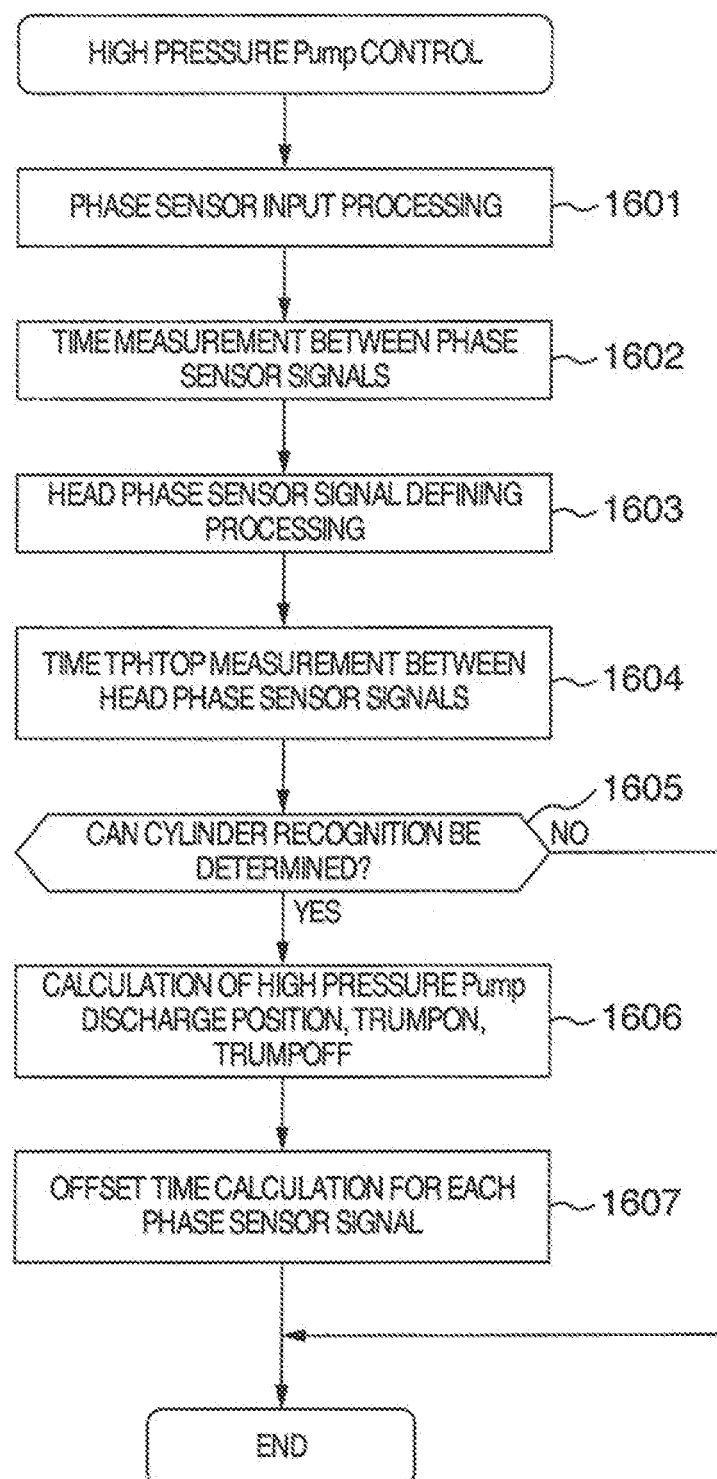 HIGH PRESSURE Pump CONTROL
PHASE SENSOR INPUT PROCESSING
1601
TIME MEASUREMENT BETWEEN PHASE
SENSOR SIGNALS
1602
HEAD PHASE SENSOR SIGNAL DEFINING
PROCESSING
1603
TIME TPHTOP MEASUREMENT BETWEEN
HEAD PHASE SENSOR SIGNALS
1604
1605
CAN CYLINDER RECOGNITION BE
DETERMINED?
NO
YES
CALCULATION OF HIGH PRESSURE Pump
DISCHARGE POSITION, TRUMPON,
TRUMPOFF
1606
OFFSET TIME CALCULATION FOR EACH
PHASE SENSOR SIGNAL
1607
END